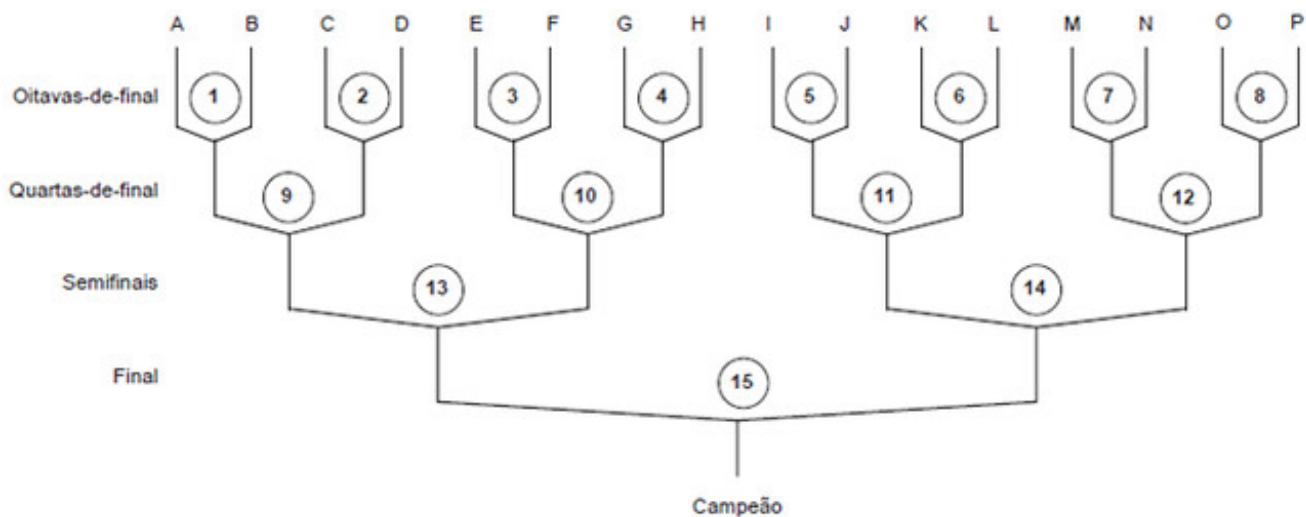 A B C D E F G H I J K L M N O P
Oitavas-de-final 1 2 3 4 5 6 7 8
Quartas-de-final 9 10 11 12
Semifinais 13 14
Final 15
Campeão